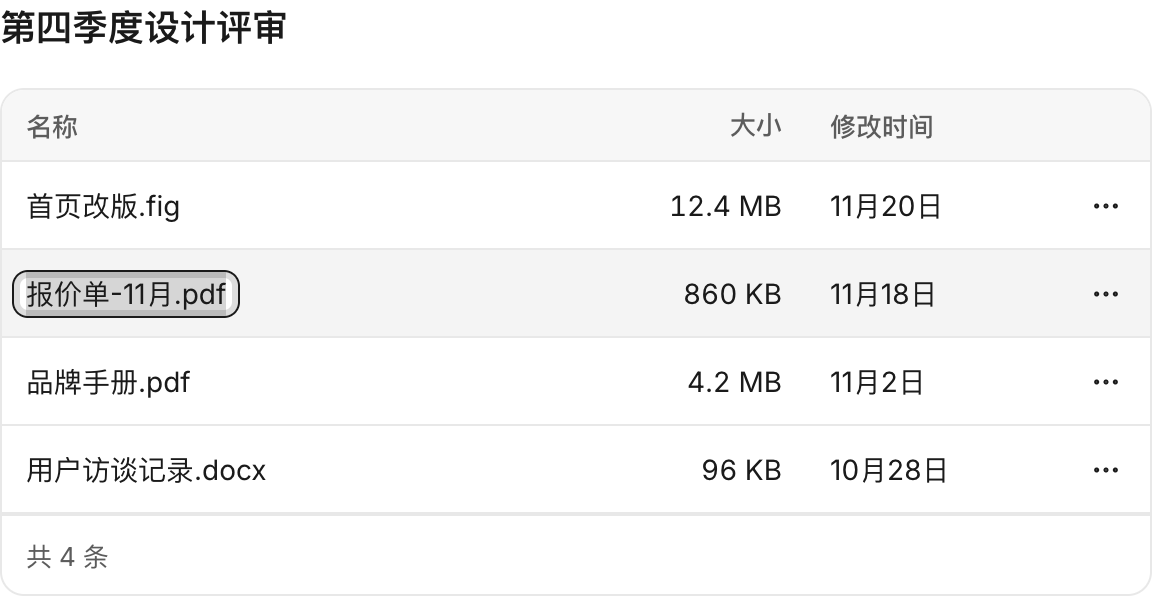 第四季度设计评审
名称 大小 修改时间
首页改版.fig 12.4 MB 11月20日 ···
报价单-11月.pdf 860 KB 11月18日 ···
品牌手册.pdf 4.2 MB 11月2日 ···
用户访谈记录.docx 96 KB 10月28日 ···
共 4 条